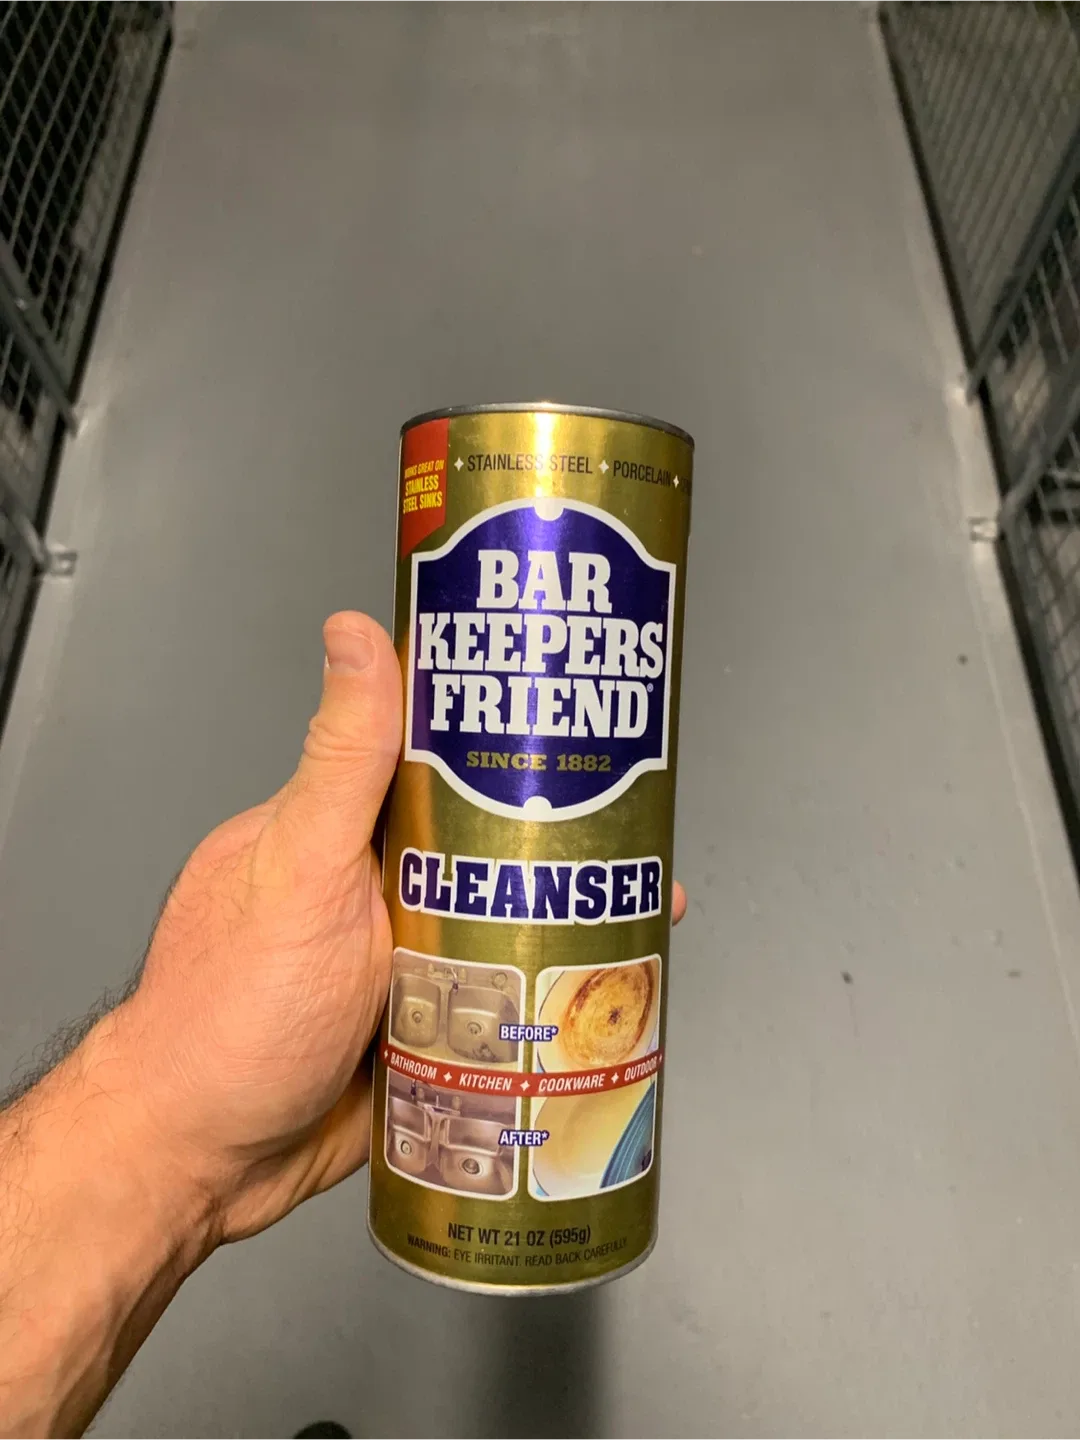 WORKS GREAT ON
STAINLESS
STEEL SINKS
STAINLESS STEEL ✦ PORCELAIN
BAR
KEEPERS
FRIEND®
SINCE 1882
CLEANSER
BEFORE*
BATHROOM ✦ KITCHEN ✦ COOKWARE ✦ OUTDOOR
AFTER*
NET WT 21 OZ (595g)
WARNING: EYE IRRITANT. READ BACK CAREFULLY.